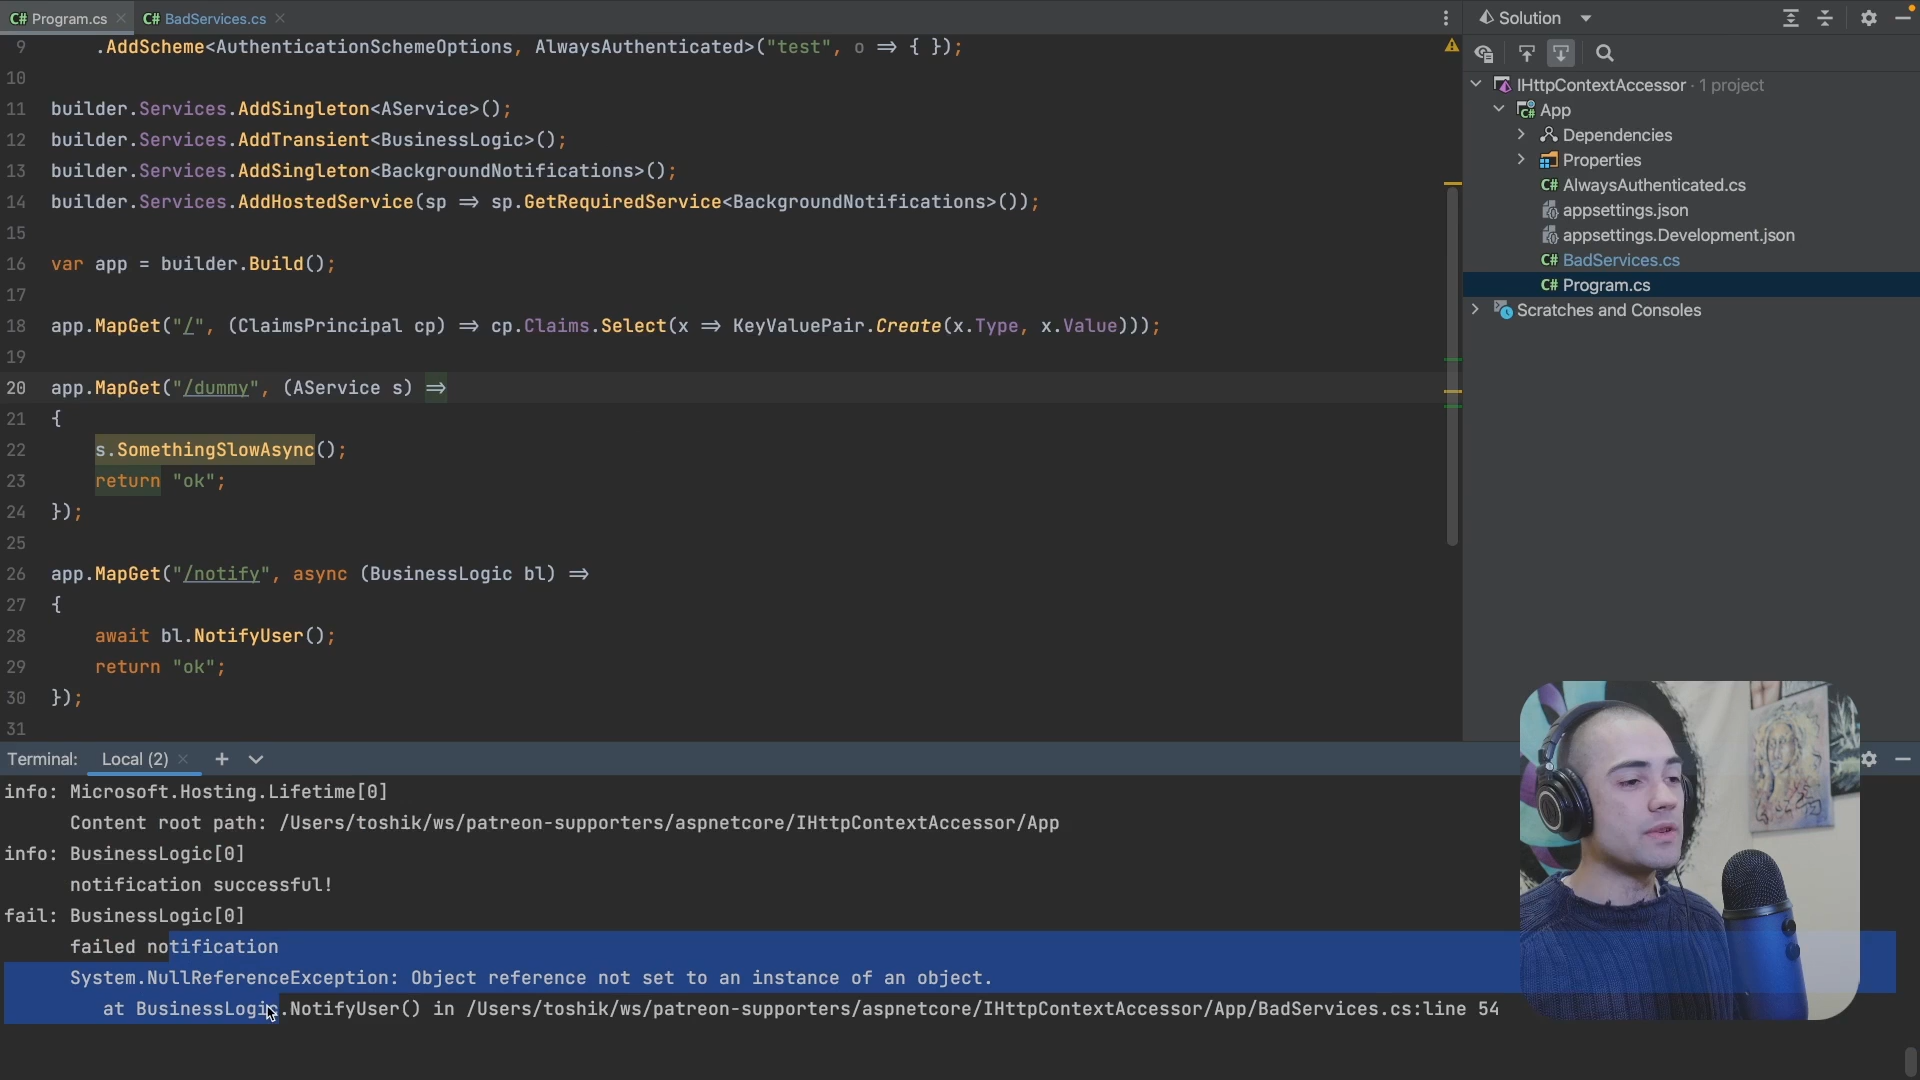 C# Program.cs
C# BadServices.cs
Solution
9 .AddScheme<AuthenticationSchemeOptions, AlwaysAuthenticated>("test", o => { });
10
11 builder.Services.AddSingleton<AService>();
12 builder.Services.AddTransient<BusinessLogic>();
13 builder.Services.AddSingleton<BackgroundNotifications>();
14 builder.Services.AddHostedService(sp => sp.GetRequiredService<BackgroundNotifications>());
15
16 var app = builder.Build();
17
18 app.MapGet("/", (ClaimsPrincipal cp) => cp.Claims.Select(x => KeyValuePair.Create(x.Type, x.Value)));
19
20 app.MapGet("/dummy", (AService s) =>
21 {
22 s.SomethingSlowAsync();
23 return "ok";
24 });
25
26 app.MapGet("/notify", async (BusinessLogic bl) =>
27 {
28 await bl.NotifyUser();
29 return "ok";
30 });
31
IHttpContextAccessor · 1 project
App
Dependencies
Properties
C# AlwaysAuthenticated.cs
appsettings.json
appsettings.Development.json
C# BadServices.cs
C# Program.cs
Scratches and Consoles
Terminal: Local (2)
info: Microsoft.Hosting.Lifetime[0]
Content root path: /Users/toshik/ws/patreon-supporters/aspnetcore/IHttpContextAccessor/App
info: BusinessLogic[0]
notification successful!
fail: BusinessLogic[0]
failed notification
System.NullReferenceException: Object reference not set to an instance of an object.
at BusinessLogic.NotifyUser() in /Users/toshik/ws/patreon-supporters/aspnetcore/IHttpContextAccessor/App/BadServices.cs:line 54